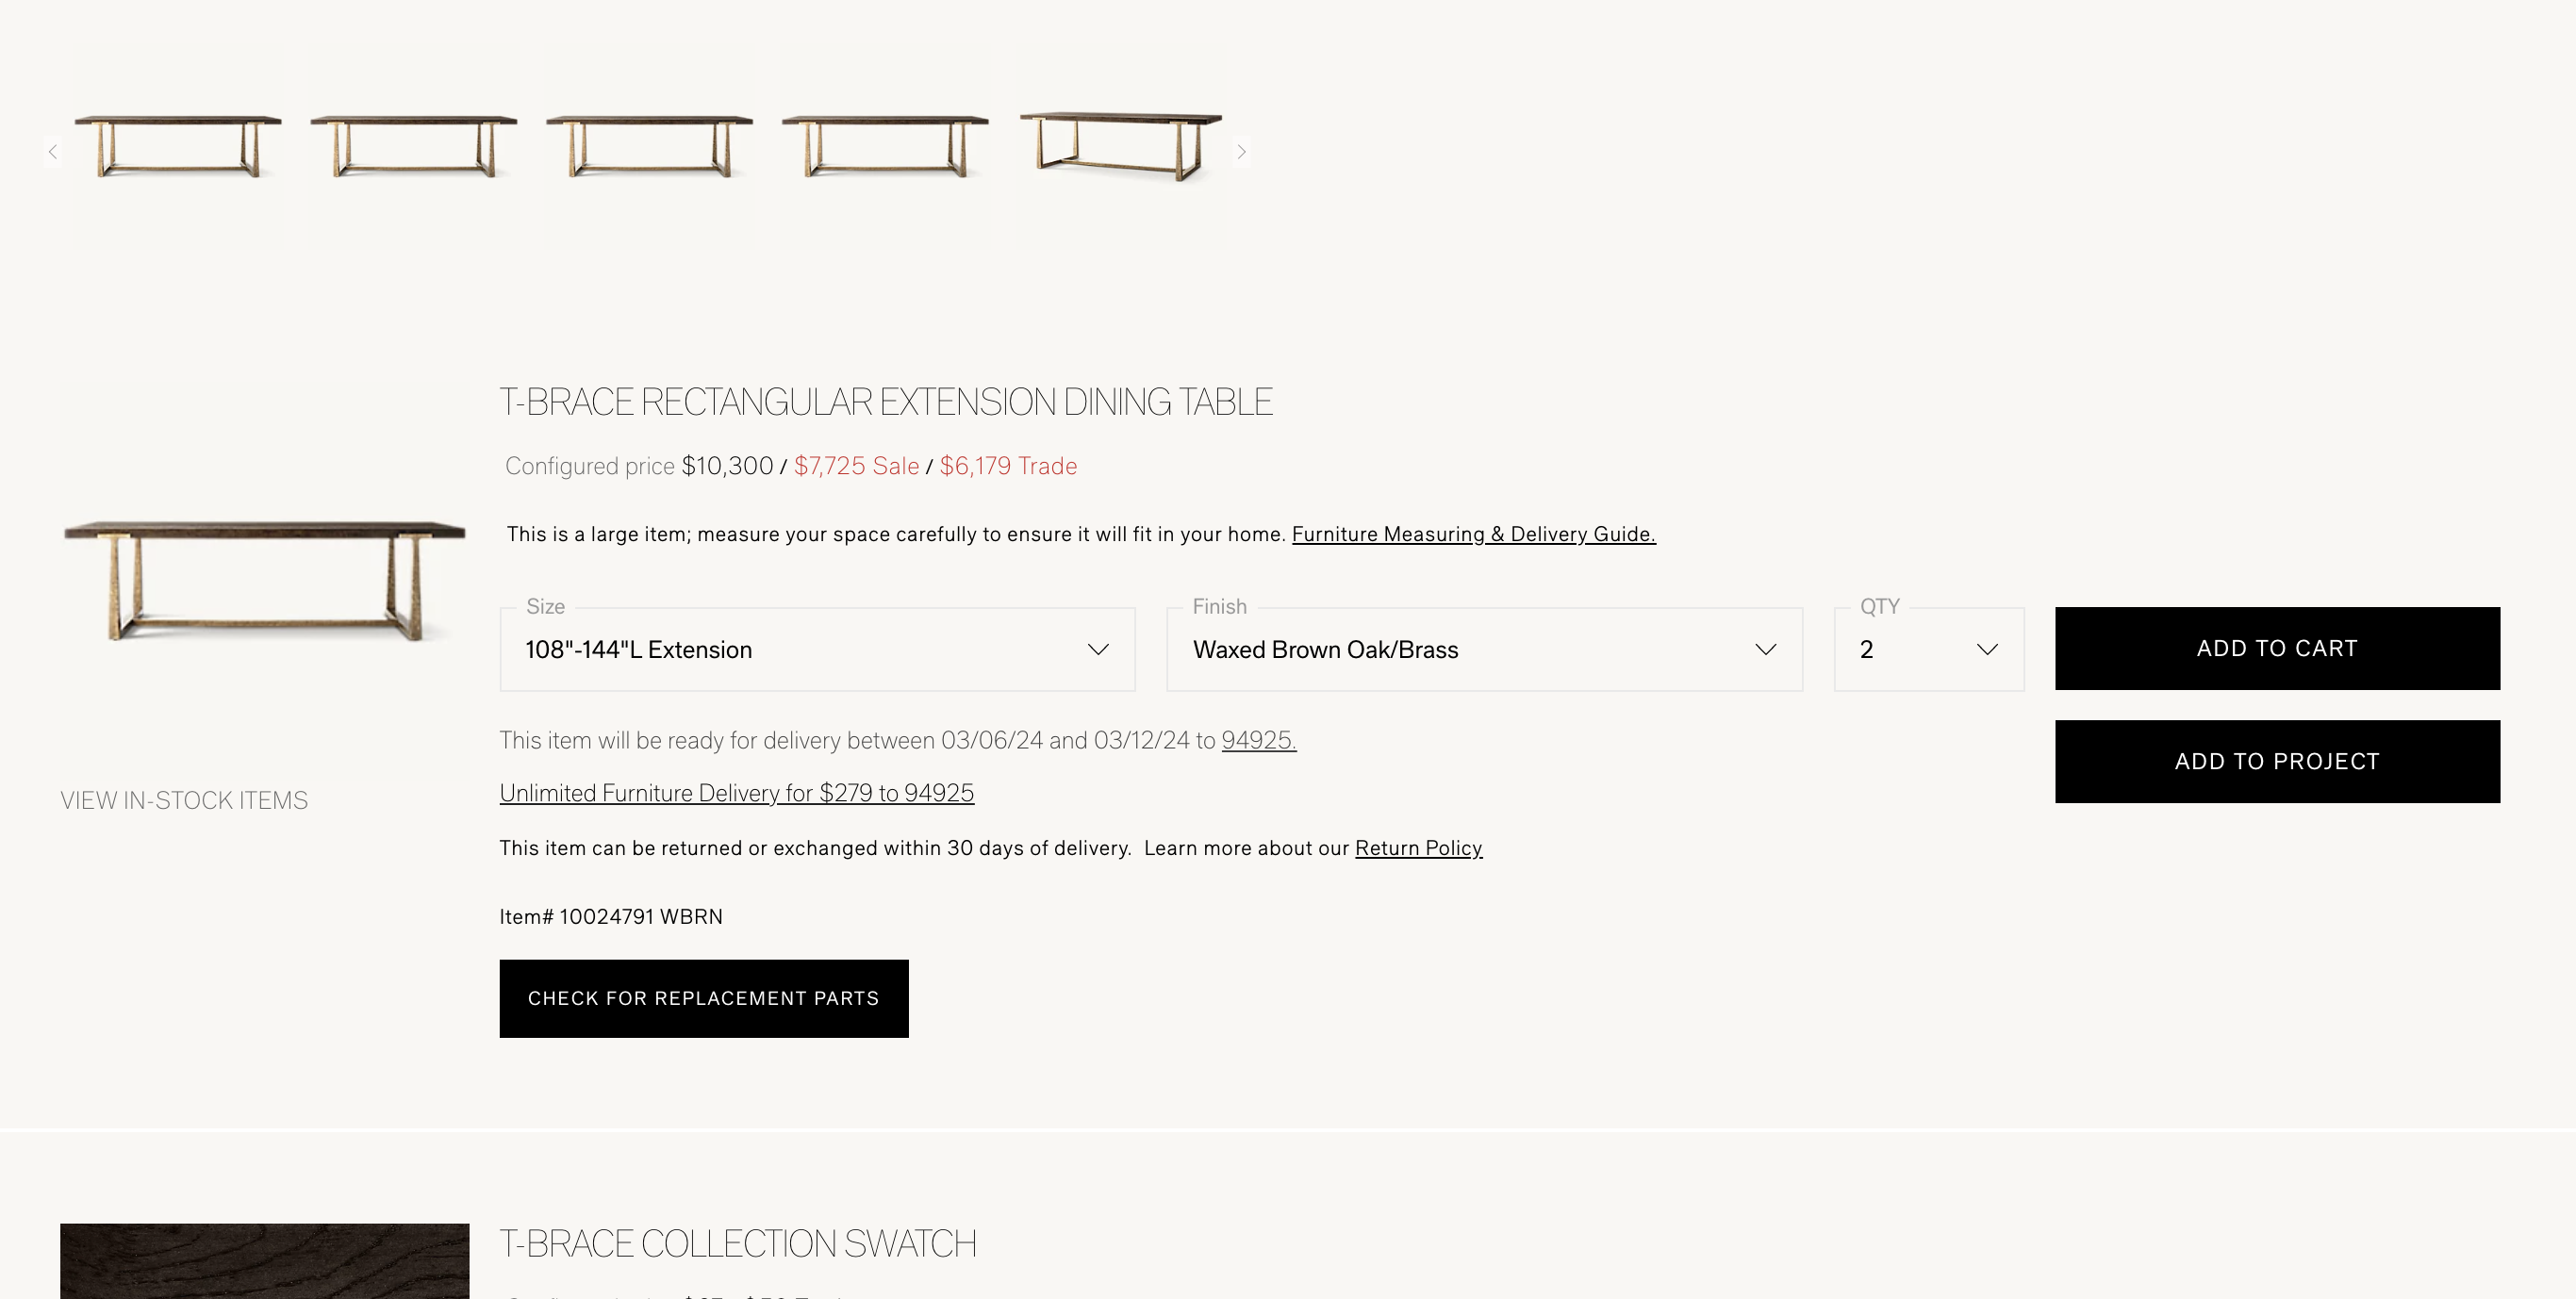 T-BRACE RECTANGULAR EXTENSION DINING TABLE
Configured price $10,300 / $7,725 Sale / $6,179 Trade
This is a large item; measure your space carefully to ensure it will fit in your home. Furniture Measuring & Delivery Guide.
Size
108"-144"L Extension
Finish
Waxed Brown Oak/Brass
QTY
2
ADD TO CART
ADD TO PROJECT
This item will be ready for delivery between 03/06/24 and 03/12/24 to 94925.
VIEW IN-STOCK ITEMS
Unlimited Furniture Delivery for $279 to 94925
This item can be returned or exchanged within 30 days of delivery. Learn more about our Return Policy
Item# 10024791 WBRN
CHECK FOR REPLACEMENT PARTS
T-BRACE COLLECTION SWATCH